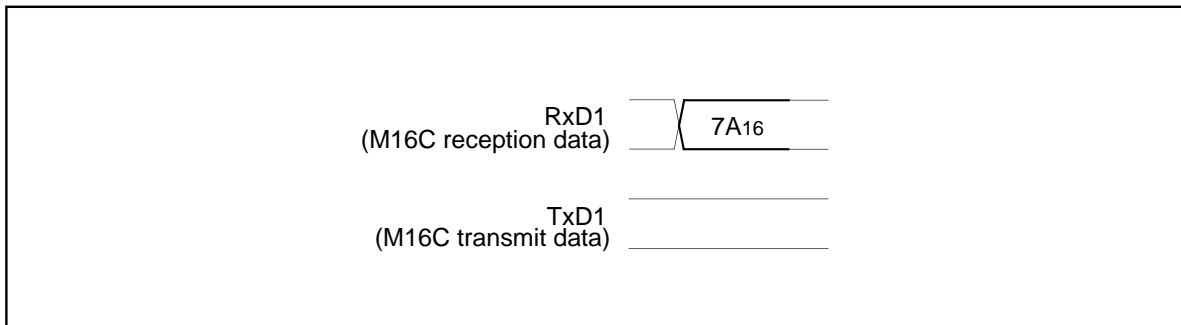 RxD1
(M16C reception data)
7A16
TxD1
(M16C transmit data)